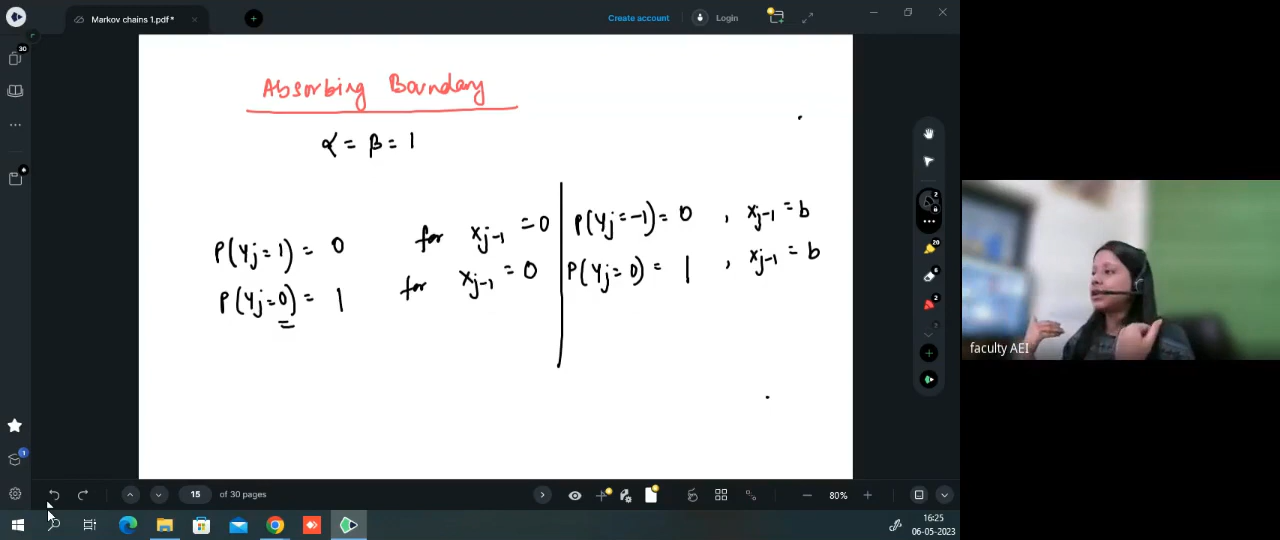 Markov chains 1.pdf*
Create account
Login
30
Absorbing Boundary
α = β = 1
P(Yj = 1) = 0 for xj-1 = 0
P(Yj = 0) = 1 for xj-1 = 0
P(Yj = -1) = 0 , xj-1 = b
P(Yj = 0) = 1 , xj-1 = b
faculty AEI
15 of 30 pages
80%
16:25
06-05-2023